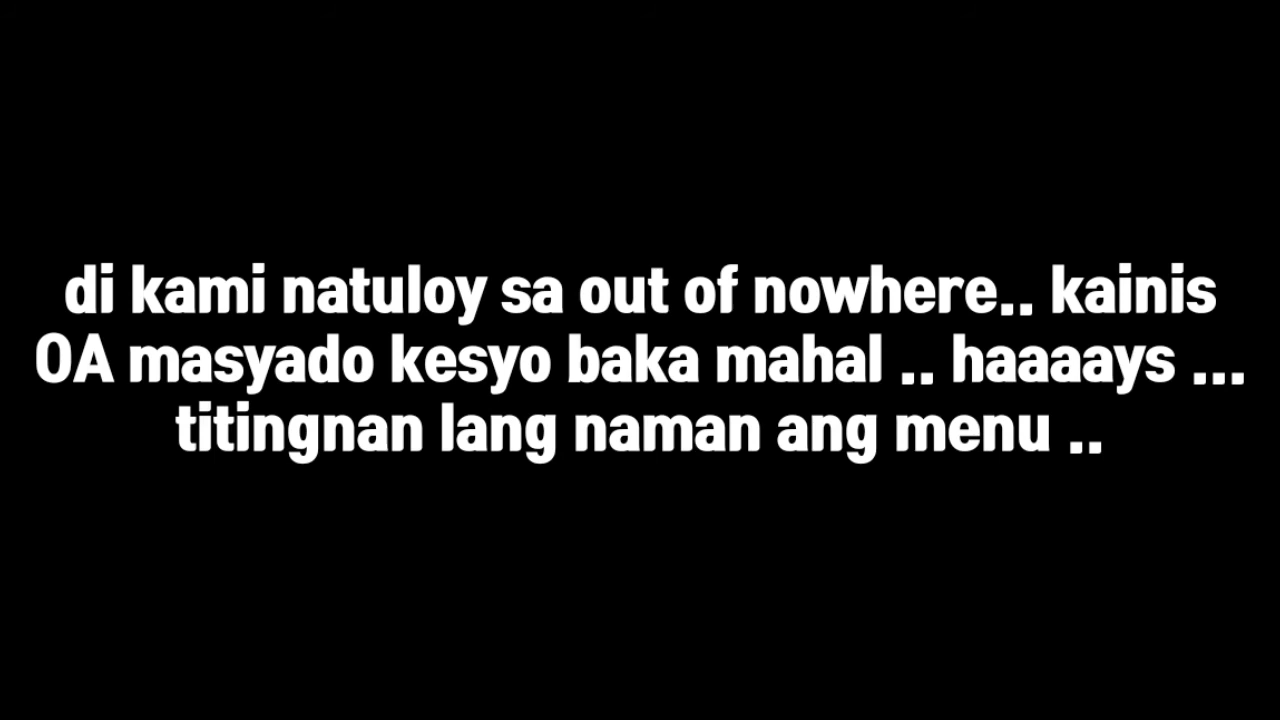 di kami natuloy sa out of nowhere.. kainis
OA masyado kesyo baka mahal .. haaaays ...
titingnan lang naman ang menu ..